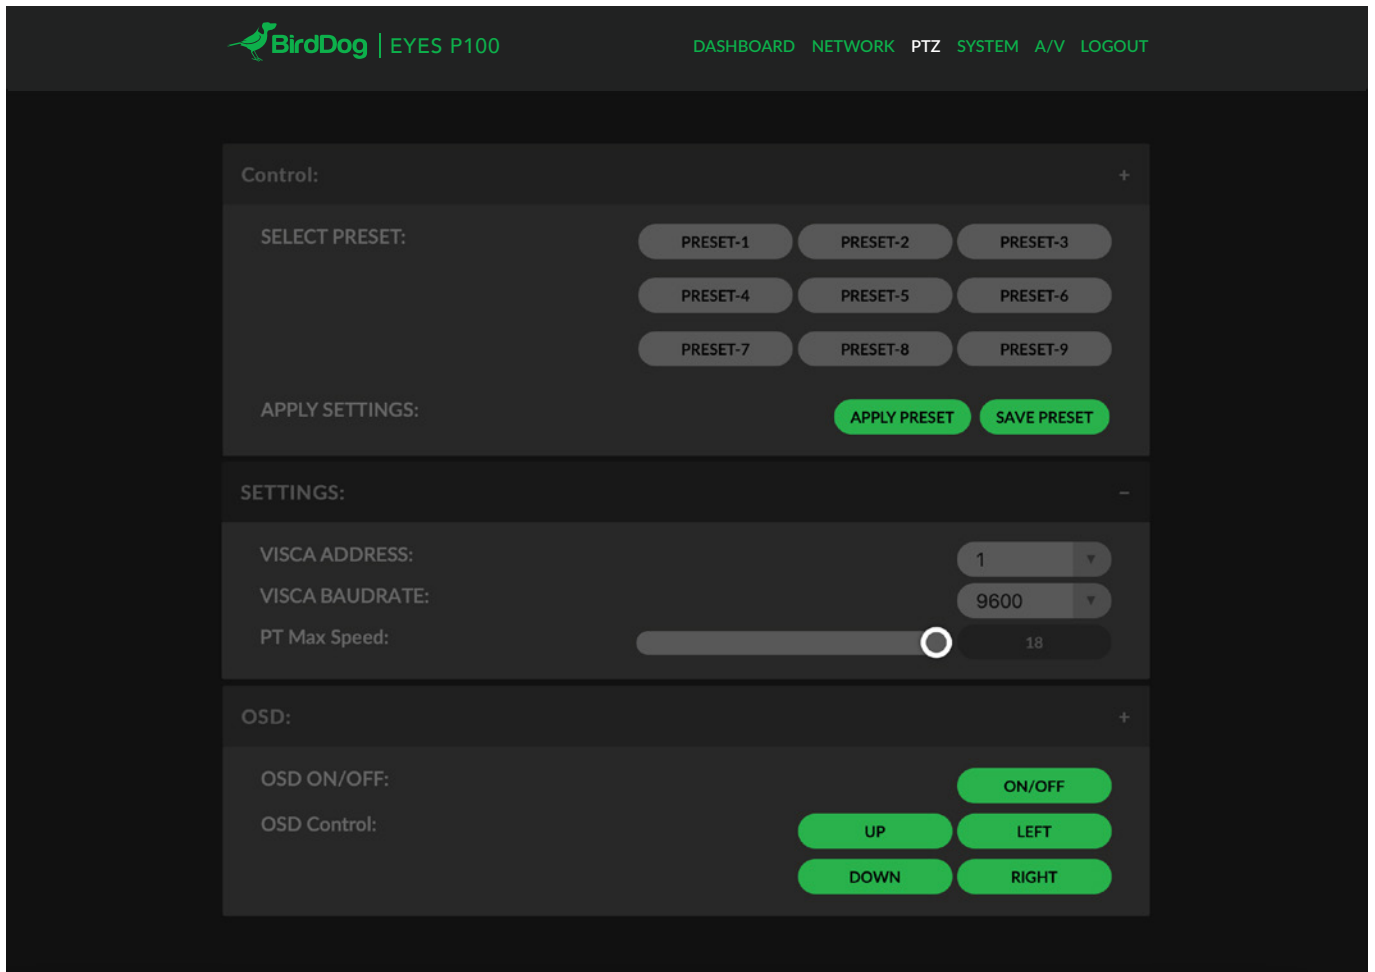 BirdDog | EYES P100
DASHBOARD NETWORK PTZ SYSTEM A/V LOGOUT
Control: +
SELECT PRESET:
PRESET-1 PRESET-2 PRESET-3
PRESET-4 PRESET-5 PRESET-6
PRESET-7 PRESET-8 PRESET-9
APPLY SETTINGS: APPLY PRESET SAVE PRESET
SETTINGS: −
VISCA ADDRESS: 1
VISCA BAUDRATE: 9600
PT Max Speed: 18
OSD: +
OSD ON/OFF: ON/OFF
OSD Control: UP LEFT
DOWN RIGHT